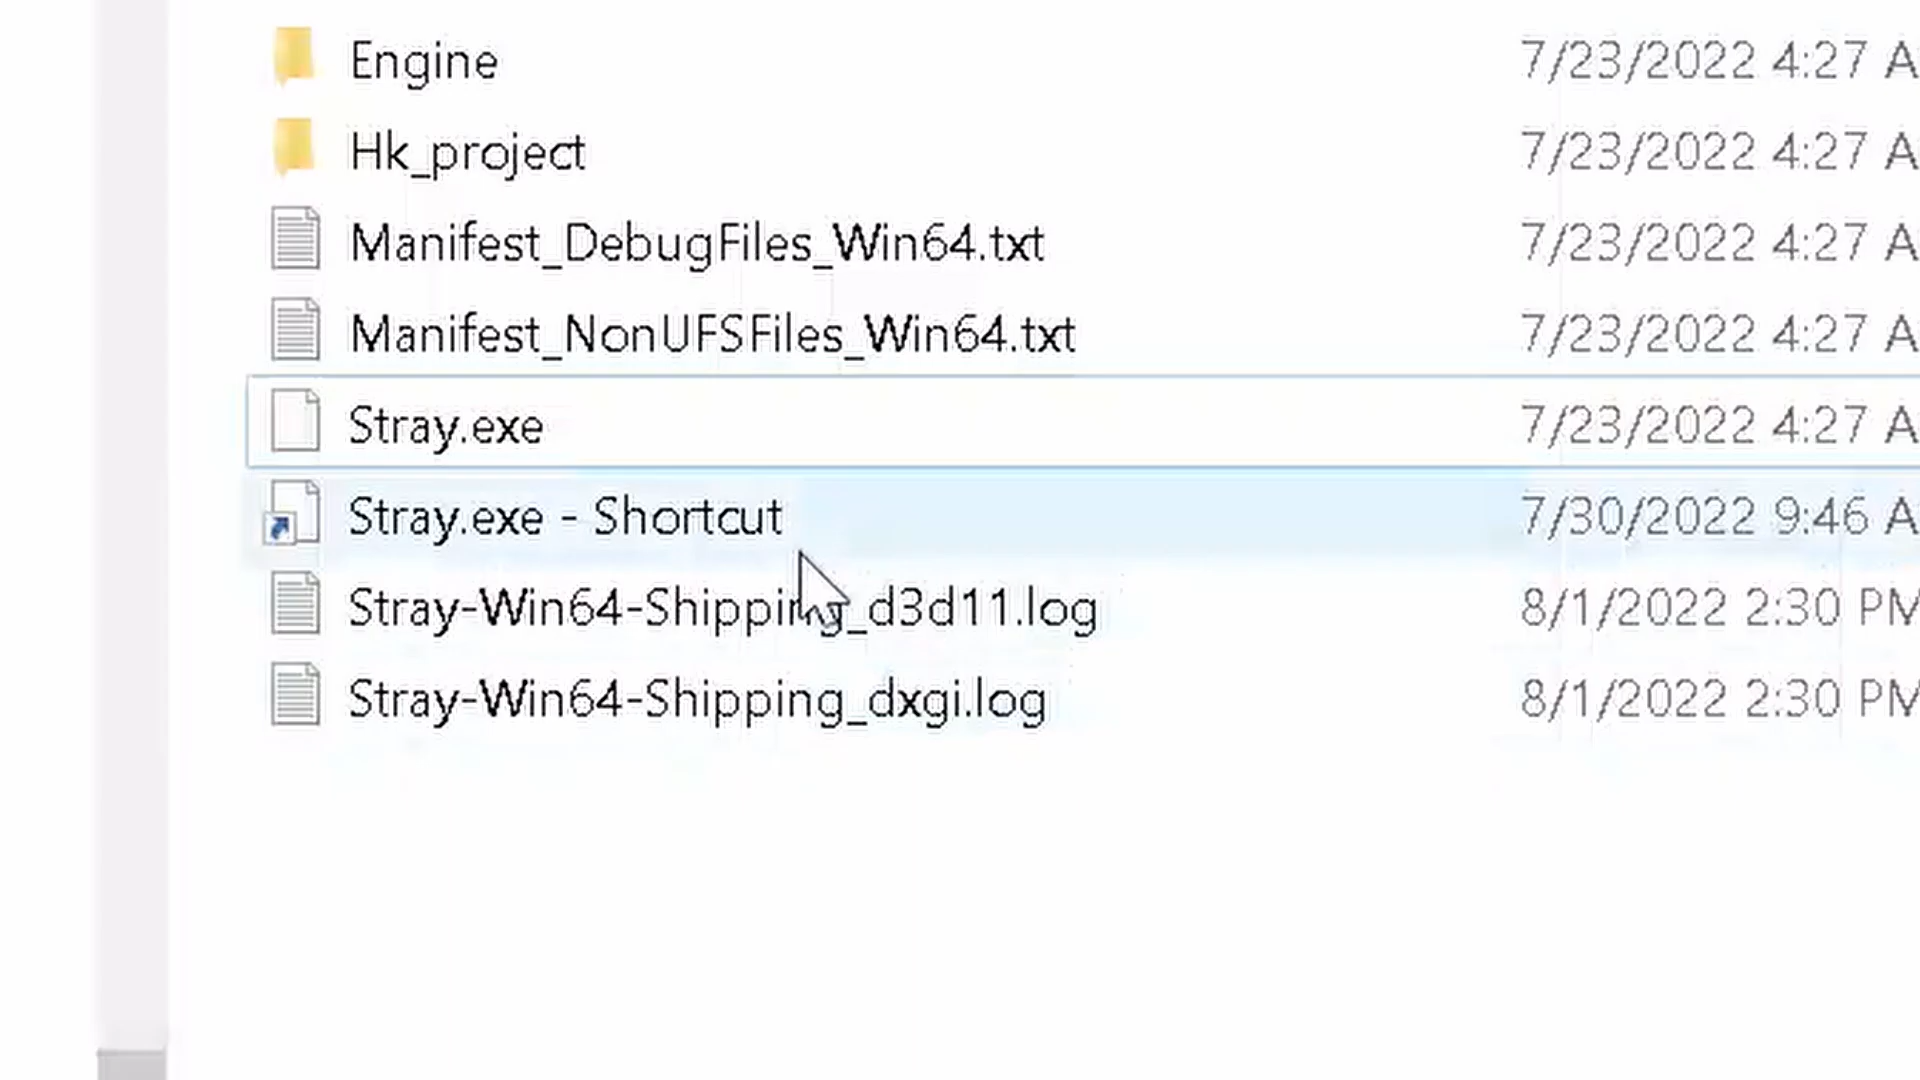 Engine 7/23/2022 4:27 A
Hk_project 7/23/2022 4:27 A
Manifest_DebugFiles_Win64.txt 7/23/2022 4:27 A
Manifest_NonUFSFiles_Win64.txt 7/23/2022 4:27 A
Stray.exe 7/23/2022 4:27 A
Stray.exe - Shortcut 7/30/2022 9:46 A
Stray-Win64-Shipping_d3d11.log 8/1/2022 2:30 PM
Stray-Win64-Shipping_dxgi.log 8/1/2022 2:30 PM